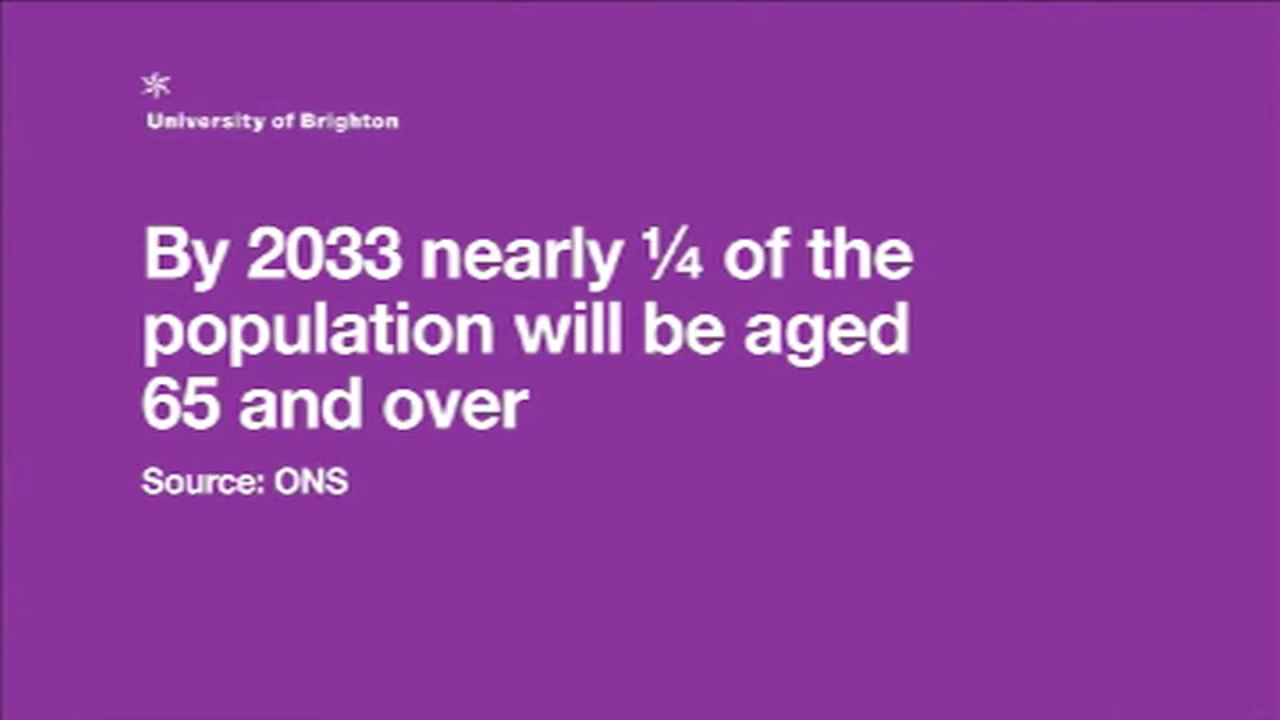 University of Brighton
By 2033 nearly ¼ of the
population will be aged
65 and over
Source: ONS